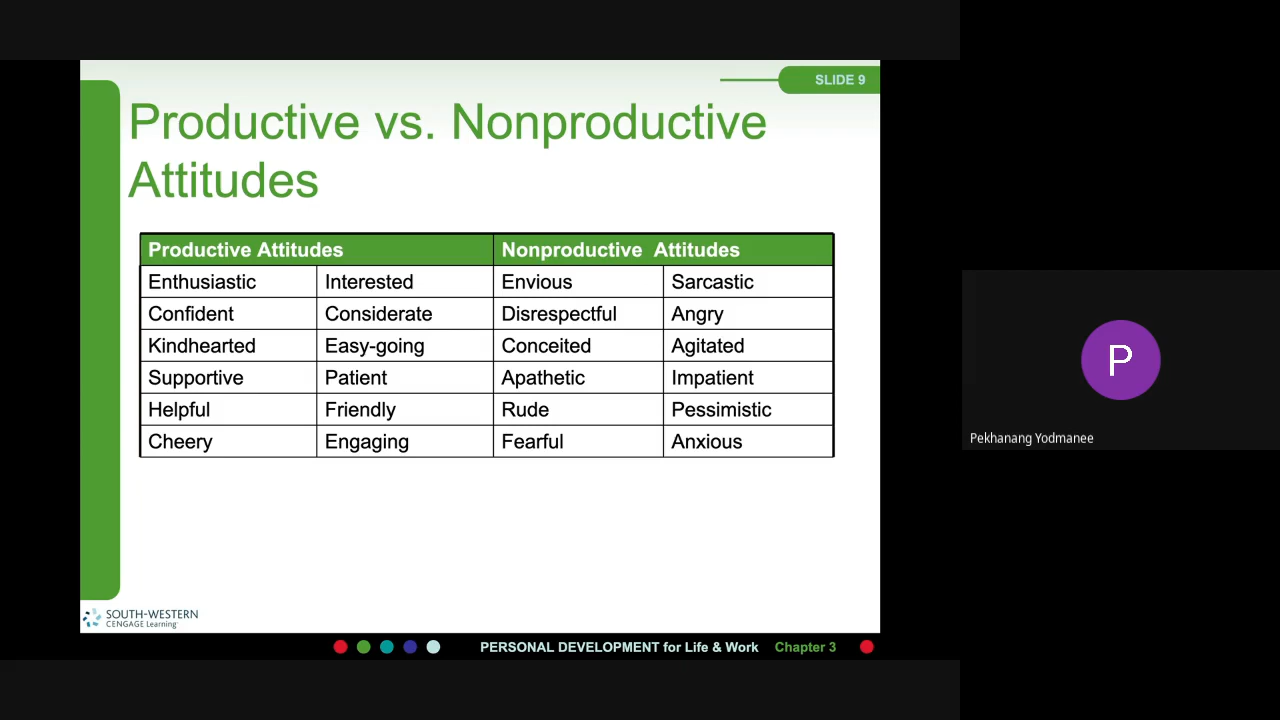 SLIDE 9
Productive vs. Nonproductive
Attitudes
Productive Attitudes Nonproductive Attitudes
Enthusiastic Interested Envious Sarcastic
Confident Considerate Disrespectful Angry
Kindhearted Easy-going Conceited Agitated
Supportive Patient Apathetic Impatient
Helpful Friendly Rude Pessimistic
Cheery Engaging Fearful Anxious
SOUTH-WESTERN
CENGAGE Learning
PERSONAL DEVELOPMENT for Life & Work Chapter 3
P
Pekhanang Yodmanee